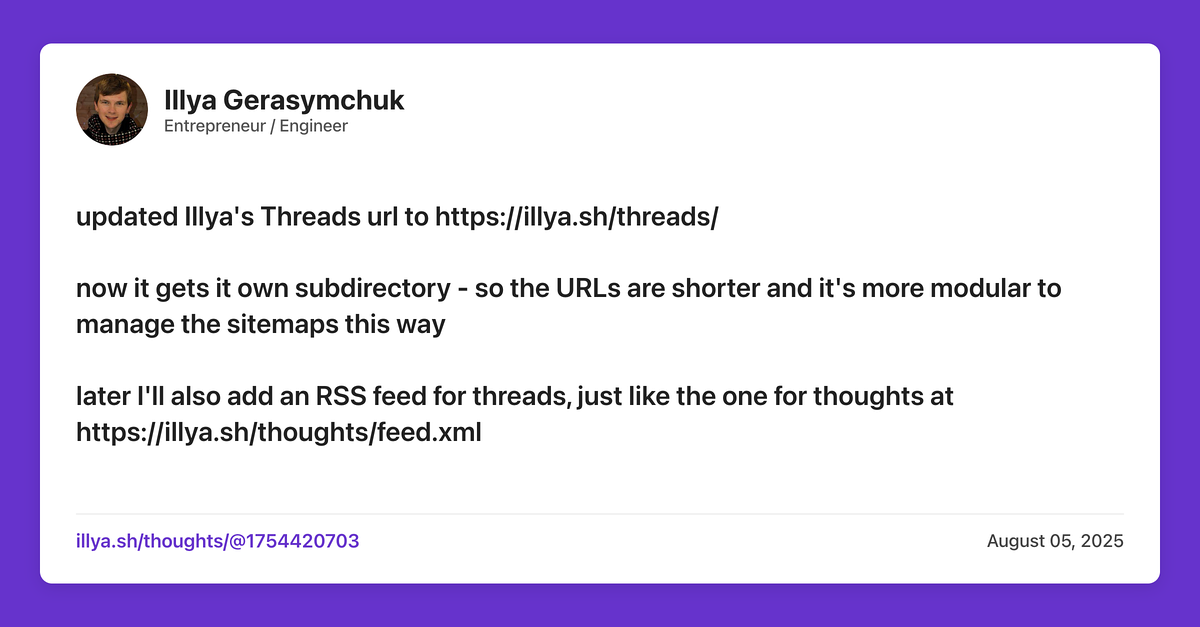 Illya Gerasymchuk
Entrepreneur / Engineer
updated Illya's Threads url to https://illya.sh/threads/
now it gets it own subdirectory - so the URLs are shorter and it's more modular to
manage the sitemaps this way
later I'll also add an RSS feed for threads, just like the one for thoughts at
https://illya.sh/thoughts/feed.xml
illya.sh/thoughts/@1754420703
August 05, 2025